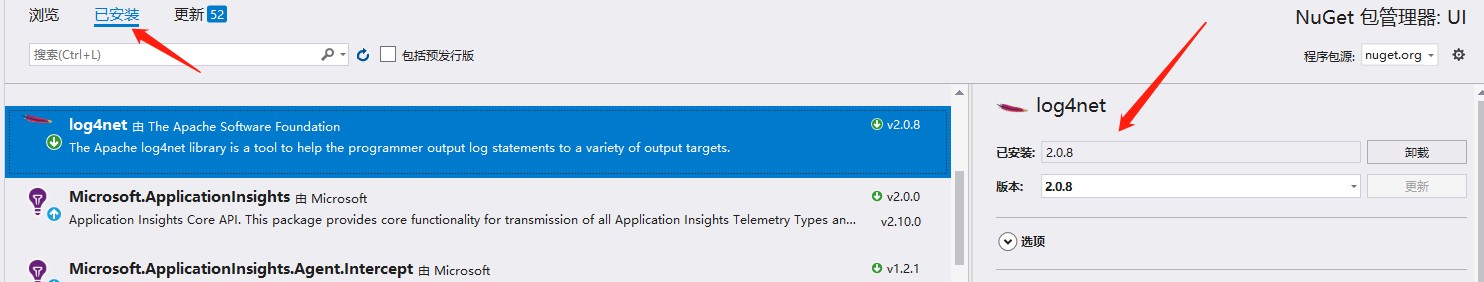 浏览 已安装 更新 52 NuGet 包管理器: UI
搜索(Ctrl+L) 包括预发行版 程序包源: nuget.org
log4net 由 The Apache Software Foundation v2.0.8
The Apache log4net library is a tool to help the programmer output log statements to a variety of output targets.
Microsoft.ApplicationInsights 由 Microsoft v2.0.0
Application Insights Core API. This package provides core functionality for transmission of all Application Insights Telemetry Types an... v2.10.0
Microsoft.ApplicationInsights.Agent.Intercept 由 Microsoft v1.2.1
log4net
已安装: 2.0.8 卸载
版本: 2.0.8 更新
选项